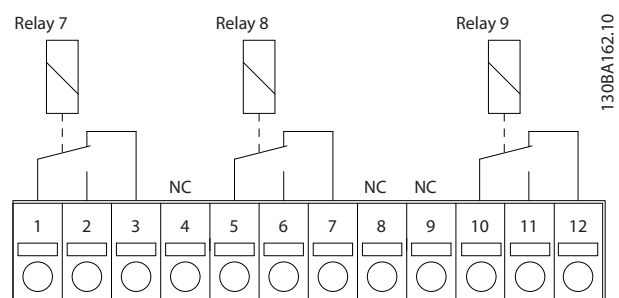 Relay 7
Relay 8
Relay 9
130BA162.10
NC
NC
NC
1 2 3 4 5 6 7 8 9 10 11 12